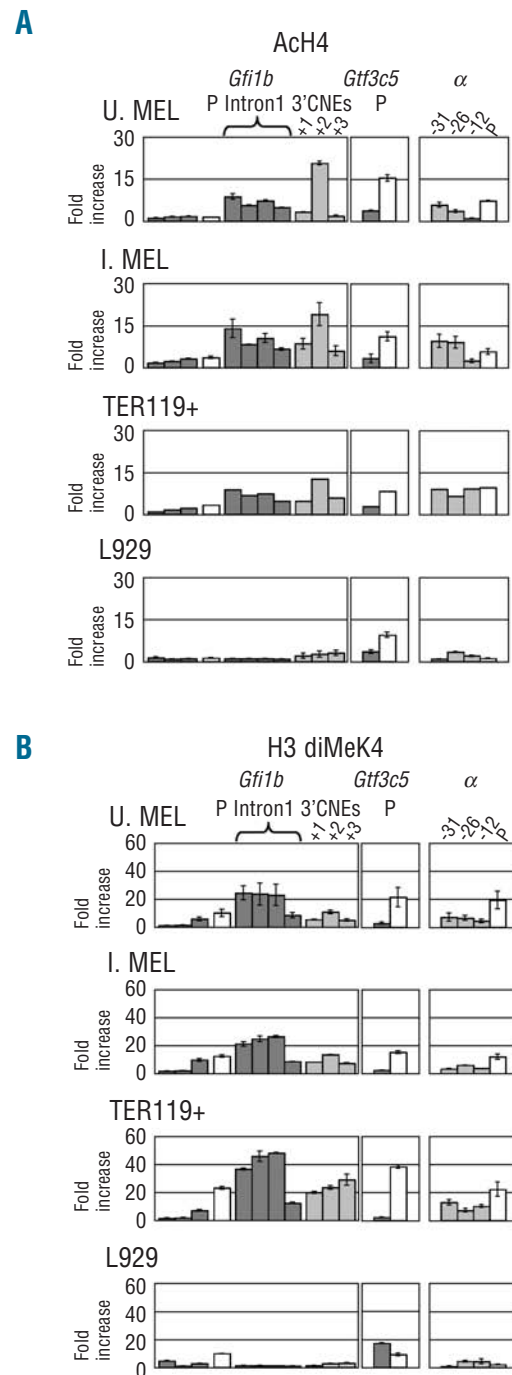 A
AcH4
Gfi1b Gtf3c5 α
U. MEL P Intron1 3'CNEs P
+1 +2 +3 -31 -26 -12 P
30
15
0
Fold increase
I. MEL
30
15
0
Fold increase
TER119+
30
15
0
Fold increase
L929
30
15
0
Fold increase
B
H3 diMeK4
Gfi1b Gtf3c5 α
U. MEL P Intron1 3'CNEs P
+1 +2 +3 -31 -26 -12 P
60
40
20
0
Fold increase
I. MEL
60
40
20
0
Fold increase
TER119+
60
40
20
0
Fold increase
L929
60
40
20
0
Fold increase